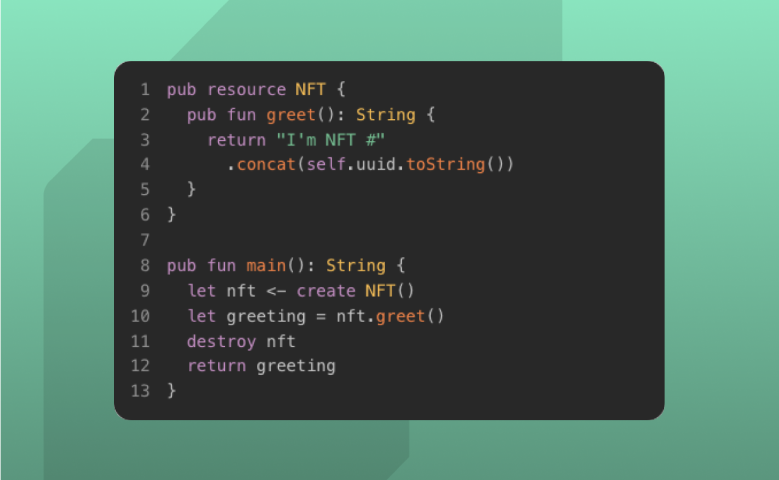 1 pub resource NFT {
2   pub fun greet(): String {
3     return "I'm NFT #"
4       .concat(self.uuid.toString())
5   }
6 }
7
8 pub fun main(): String {
9   let nft <- create NFT()
10   let greeting = nft.greet()
11   destroy nft
12   return greeting
13 }